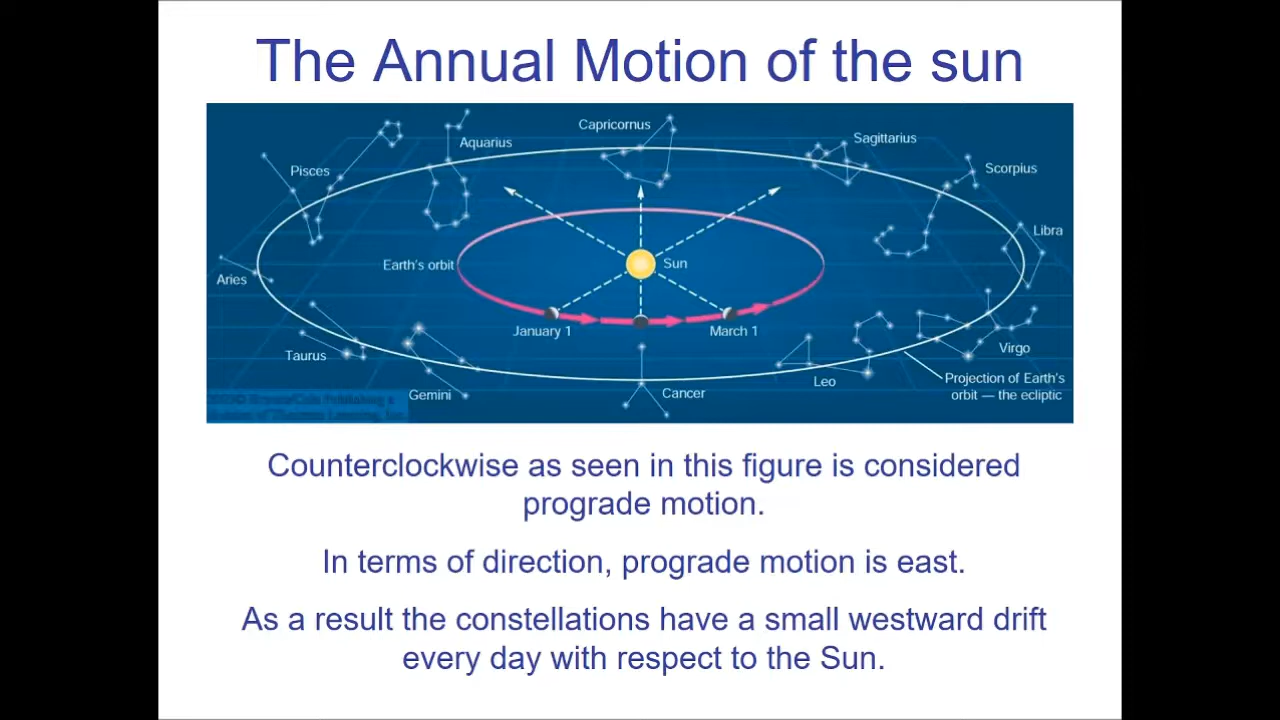 The Annual Motion of the sun
Capricornus
Sagittarius
Aquarius
Scorpius
Pisces
Libra
Earth's orbit
Sun
Aries
January 1
March 1
Virgo
Taurus
Leo
Projection of Earth's
orbit — the ecliptic
Gemini
Cancer
Counterclockwise as seen in this figure is considered
prograde motion.
In terms of direction, prograde motion is east.
As a result the constellations have a small westward drift
every day with respect to the Sun.